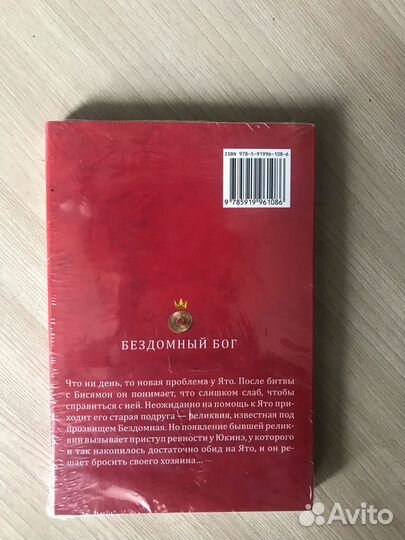 ISBN 978-5-91996-108-6
9 785919 961086
БЕЗДОМНЫЙ БОГ
Что ни день, то новая проблема у Ято. После битвы
с Бисямон он понимает, что слишком слаб, чтобы
справиться с ней. Неожиданно на помощь к Ято при-
ходит его старая подруга — реликвия, известная под
прозвищем Бездомная. Но появление бывшей релик-
вии вызывает приступ ревности у Юкинэ, у которого
и так накопилось достаточно обид на Ято, и он ре-
шает бросить своего хозяина...
Avito